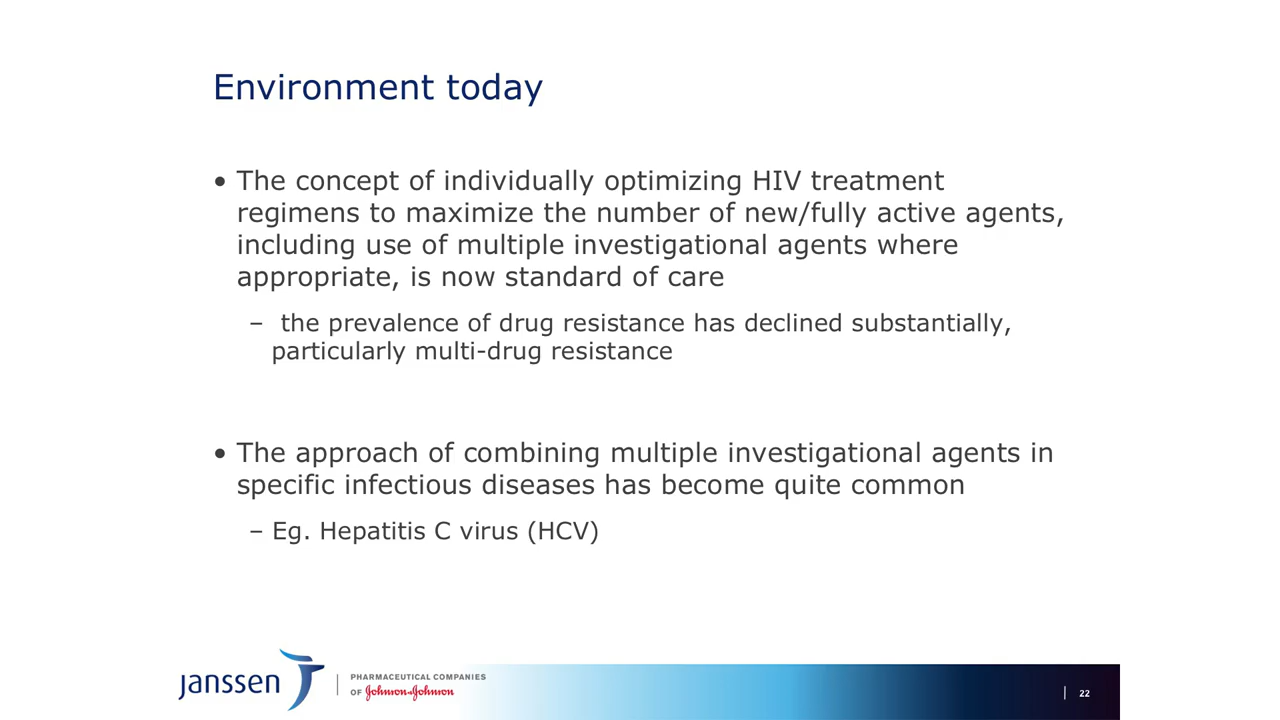 Environment today
• The concept of individually optimizing HIV treatment
regimens to maximize the number of new/fully active agents,
including use of multiple investigational agents where
appropriate, is now standard of care
– the prevalence of drug resistance has declined substantially,
particularly multi-drug resistance
• The approach of combining multiple investigational agents in
specific infectious diseases has become quite common
– Eg. Hepatitis C virus (HCV)
janssen
PHARMACEUTICAL COMPANIES
OF Johnson & Johnson
22